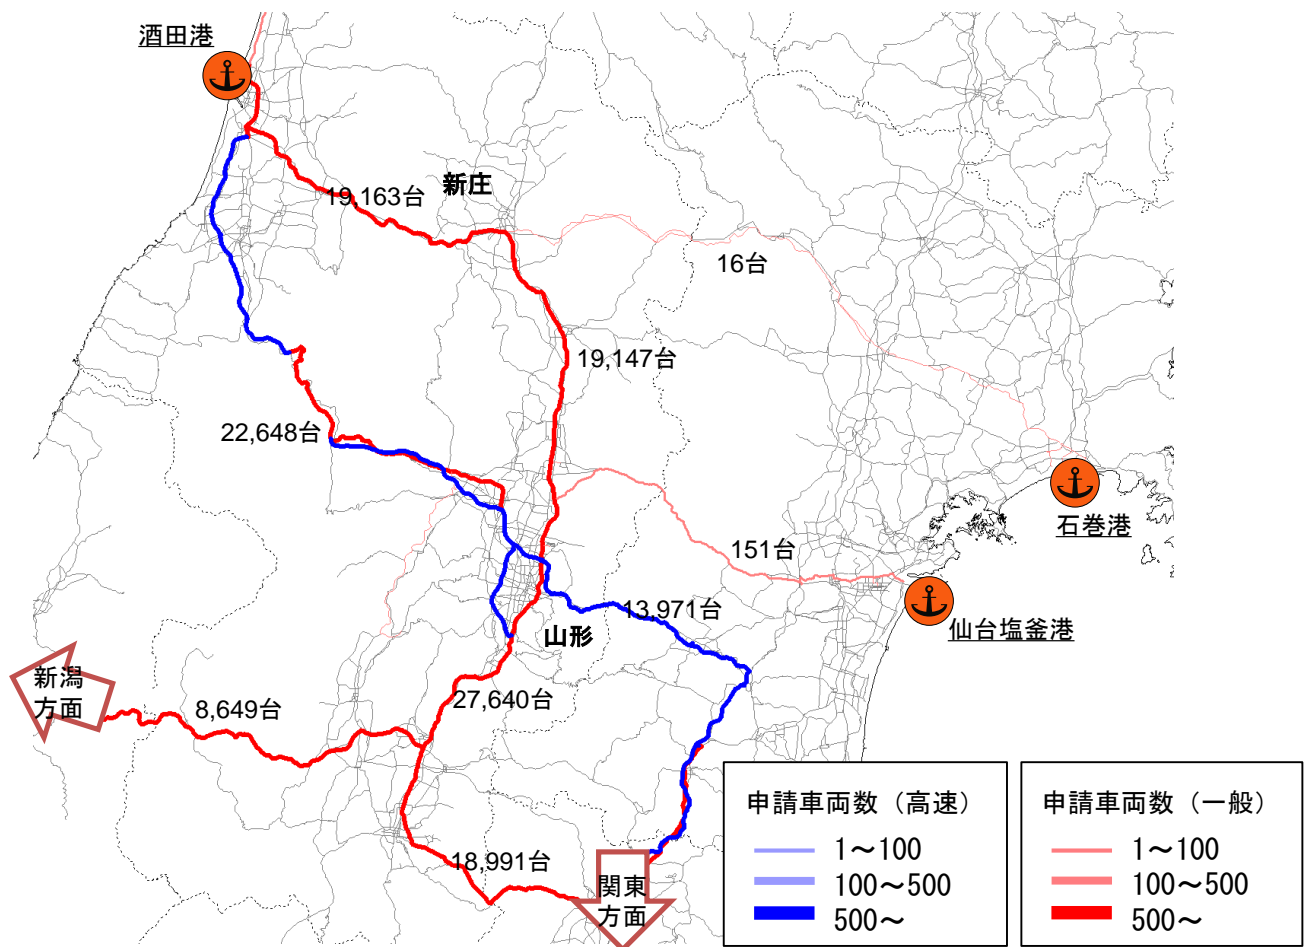 酒田港
新庄
19,163台
16台
19,147台
22,648台
石巻港
151台
13,971台
仙台塩釜港
山形
新潟
方面
27,640台
8,649台
18,991台
関東
方面
申請車両数（高速）
1～100
100～500
500～
申請車両数（一般）
1～100
100～500
500～